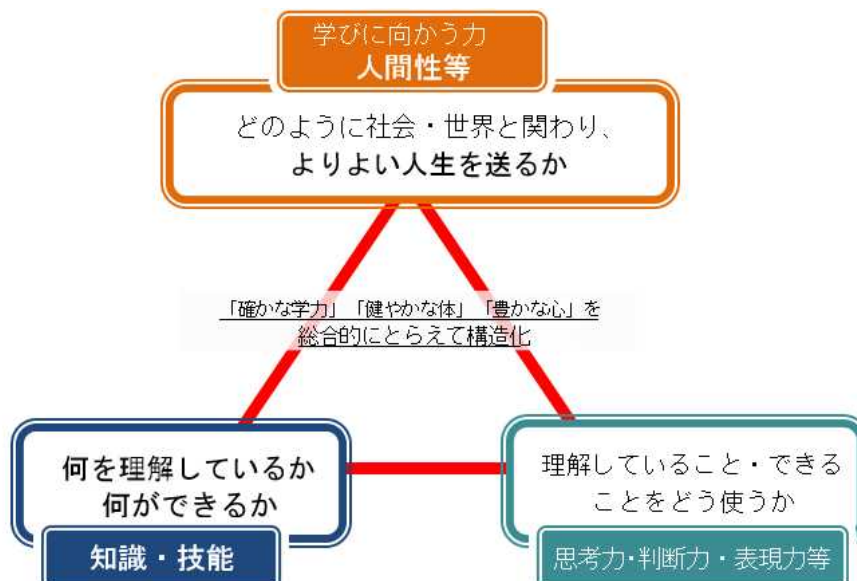 学びに向かう力
人間性等
どのように社会・世界と関わり、
よりよい人生を送るか
「確かな学力」「健やかな体」「豊かな心」を
総合的にとらえて構造化
何を理解しているか
何ができるか
知識・技能
理解していること・できる
ことをどう使うか
思考力・判断力・表現力等